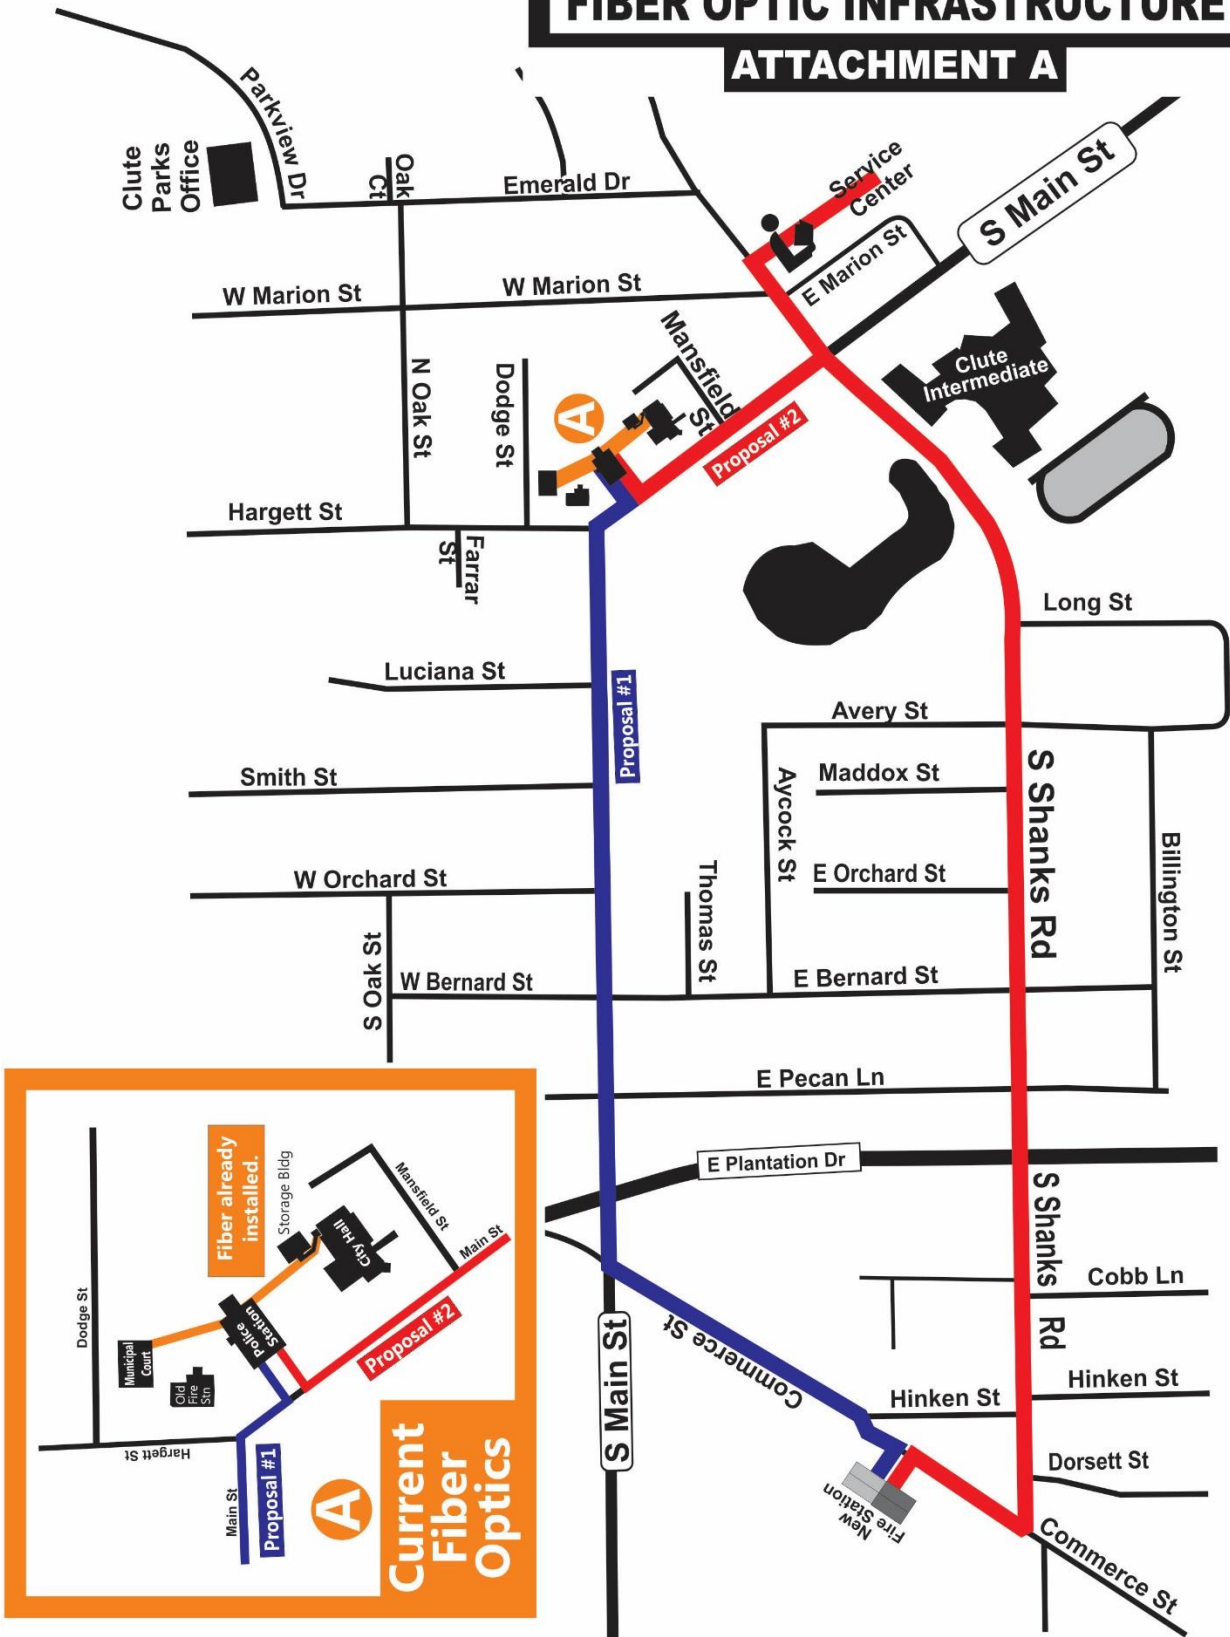 FIBER OPTIC INFRASTRUCTURE
ATTACHMENT A
Parkview Dr
Clute
Parks
Office
Oak
Ct
Emerald Dr
Service
Center
S Main St
E Marion St
W Marion St
W Marion St
Mansfield
St
Clute
Intermediate
N Oak St
Dodge St
A
Proposal #2
Hargett St
Farrar
St
Long St
Luciana St
Proposal #1
Avery St
Smith St
Maddox St
Aycock St
S Shanks Rd
W Orchard St
E Orchard St
Thomas St
Billington St
S Oak St
W Bernard St
E Bernard St
E Pecan Ln
E Plantation Dr
S Shanks Rd
Cobb Ln
S Main St
Commerce St
Hinken St
Hinken St
Dorsett St
New
Fire Station
Commerce St
Fiber already
installed.
Storage Bldg
City Hall
Mansfield St
Main St
Dodge St
Police
Station
Proposal #2
Municipal
Court
Old
Fire
Stn
Hargett St
Main St
Proposal #1
A
Current
Fiber
Optics